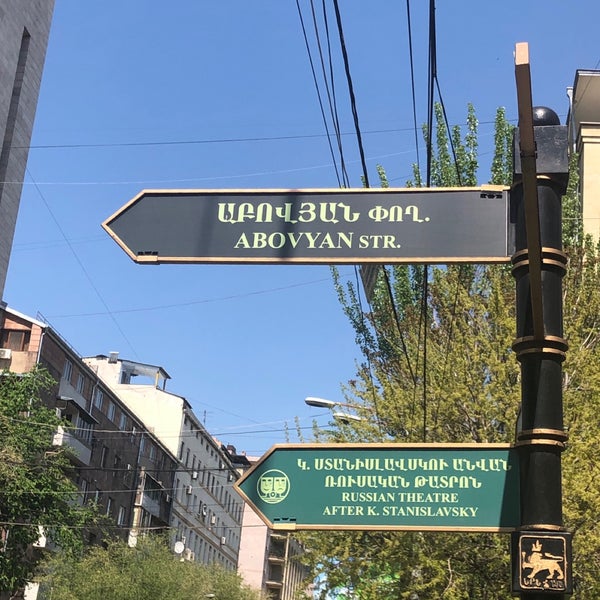 ԱԲՈՎՅԱՆ ՓՈՂ.
ABOVYAN STR.
Կ. ՍՏԱՆԻՍԼԱՎՍԿՈՒ ԱՆՎԱՆ
ՌՈՒՍԱԿԱՆ ԹԱՏՐՈՆ
RUSSIAN THEATRE
AFTER K. STANISLAVSKY